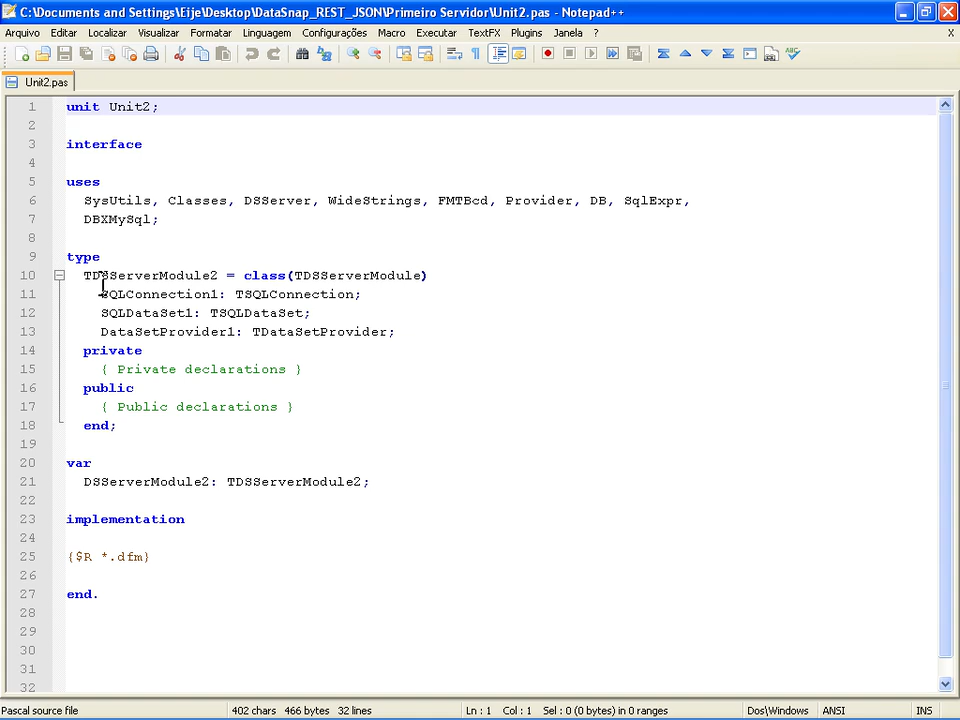 C:\Documents and Settings\Eije\Desktop\DataSnap_REST_JSON\Primeiro Servidor\Unit2.pas - Notepad++
Arquivo Editar Localizar Visualizar Formatar Linguagem Configurações Macro Executar TextFX Plugins Janela ? X
Unit2.pas
1 unit Unit2;
2
3 interface
4
5 uses
6 SysUtils, Classes, DSServer, WideStrings, FMTBcd, Provider, DB, SqlExpr,
7 DBXMySql;
8
9 type
10 TDSServerModule2 = class(TDSServerModule)
11 SQLConnection1: TSQLConnection;
12 SQLDataSet1: TSQLDataSet;
13 DataSetProvider1: TDataSetProvider;
14 private
15 { Private declarations }
16 public
17 { Public declarations }
18 end;
19
20 var
21 DSServerModule2: TDSServerModule2;
22
23 implementation
24
25 {$R *.dfm}
26
27 end.
28
29
30
31
32
Pascal source file 402 chars 466 bytes 32 lines Ln : 1 Col : 1 Sel : 0 (0 bytes) in 0 ranges Dos\Windows ANSI INS